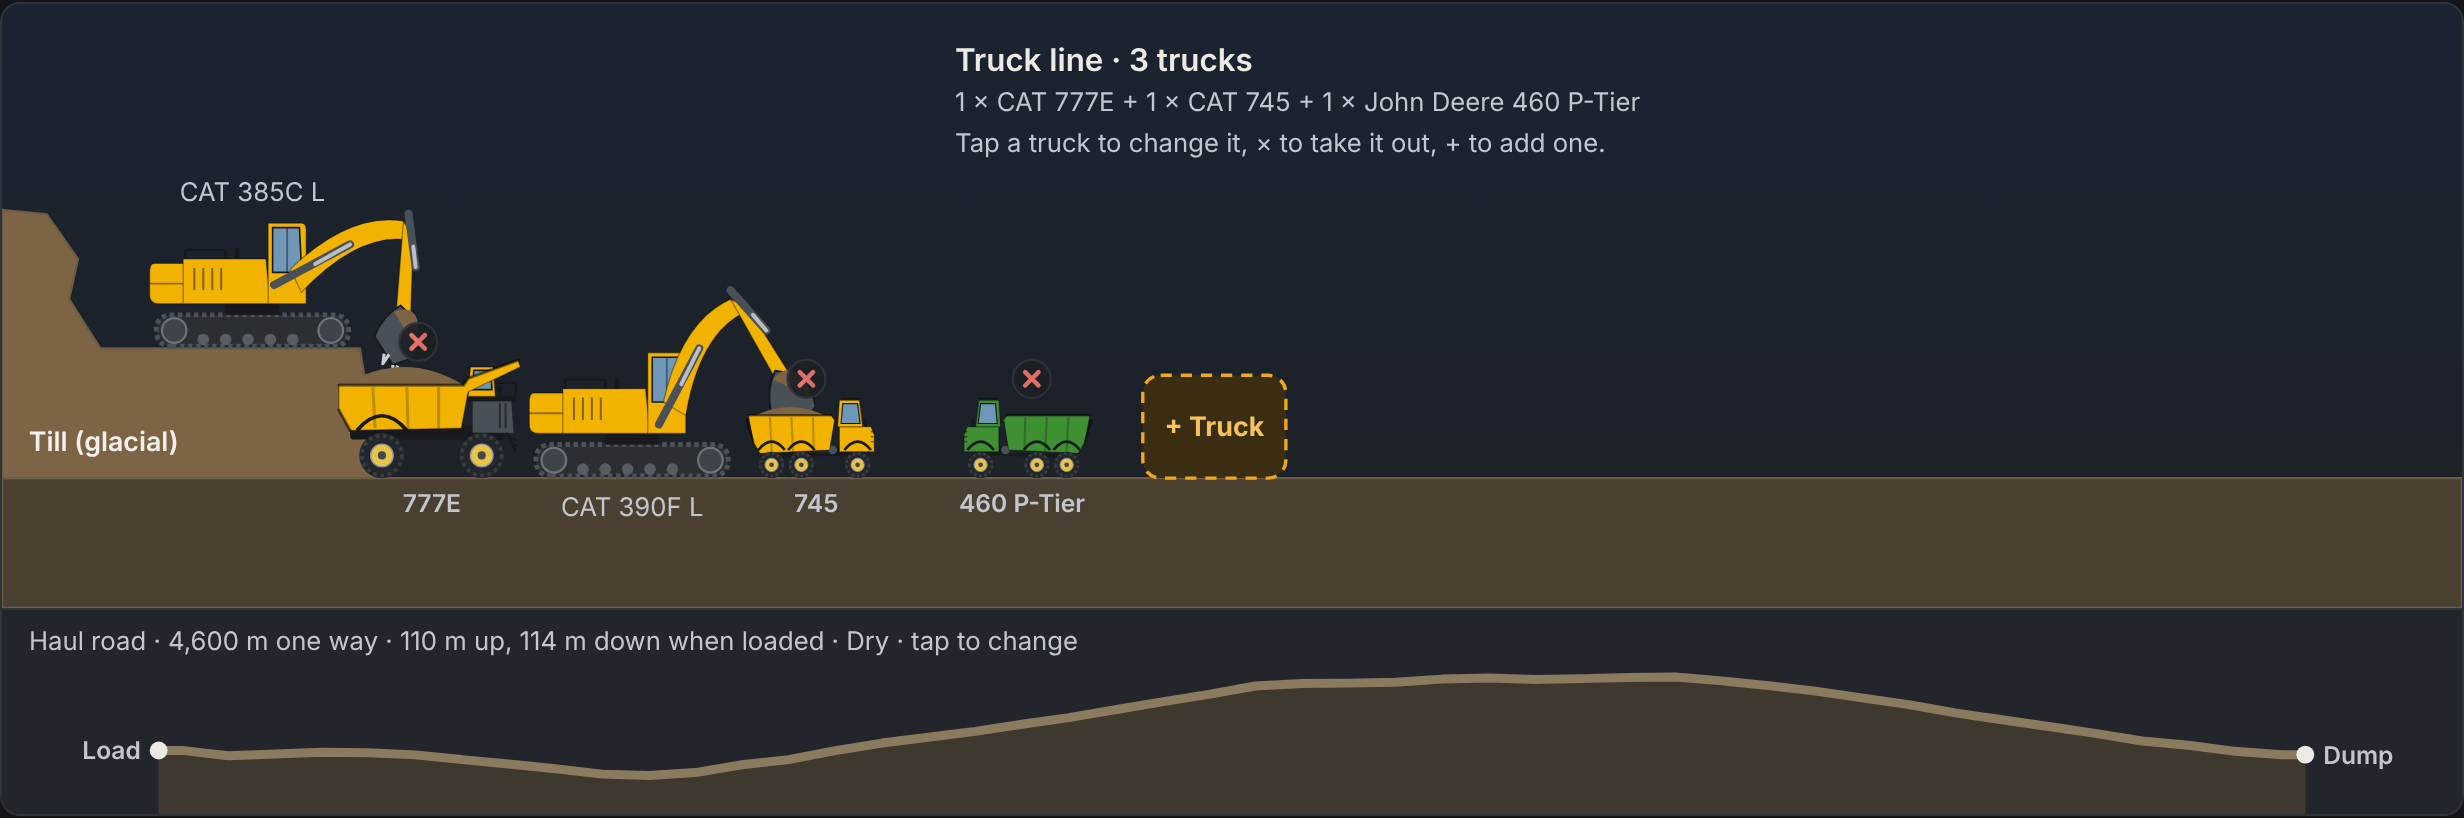 Truck line · 3 trucks
1 × CAT 777E + 1 × CAT 745 + 1 × John Deere 460 P-Tier
Tap a truck to change it, × to take it out, + to add one.
CAT 385C L
+ Truck
Till (glacial)
777E
CAT 390F L
745
460 P-Tier
Haul road · 4,600 m one way · 110 m up, 114 m down when loaded · Dry · tap to change
Load
Dump